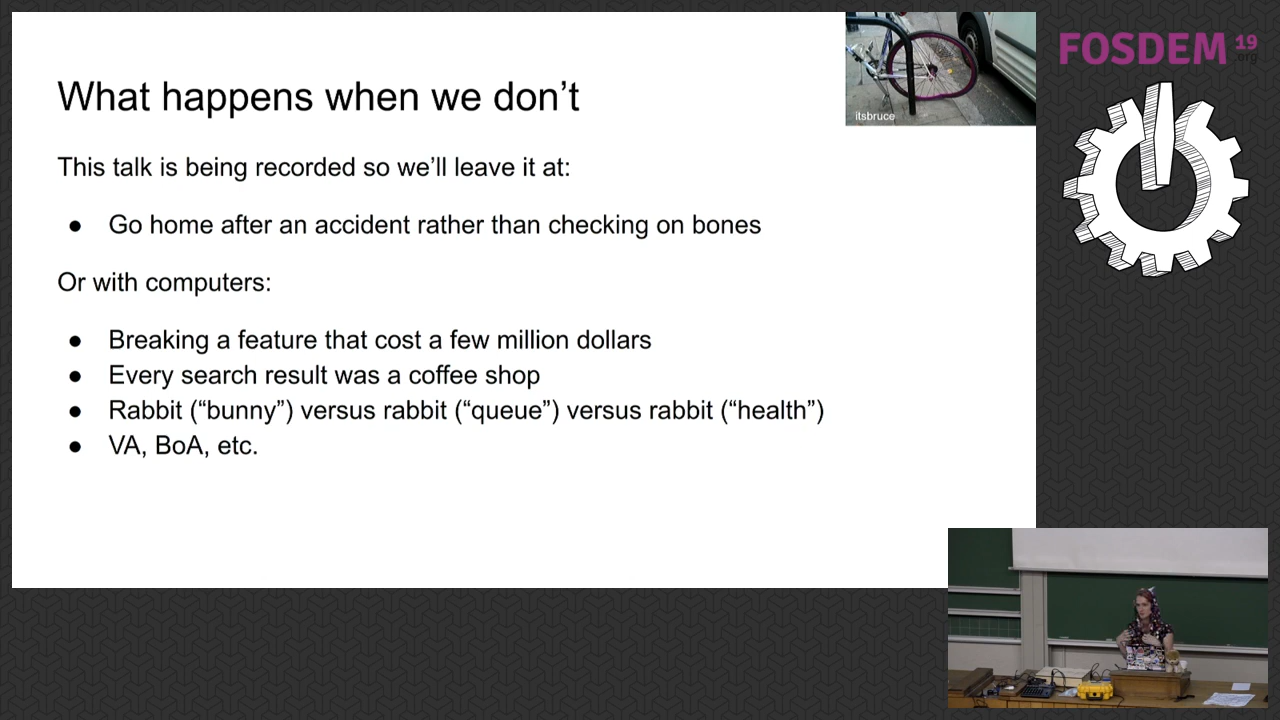 What happens when we don’t
itsbruce
This talk is being recorded so we’ll leave it at:
● Go home after an accident rather than checking on bones
Or with computers:
● Breaking a feature that cost a few million dollars
● Every search result was a coffee shop
● Rabbit (“bunny”) versus rabbit (“queue”) versus rabbit (“health”)
● VA, BoA, etc.
FOSDEM 19
.org